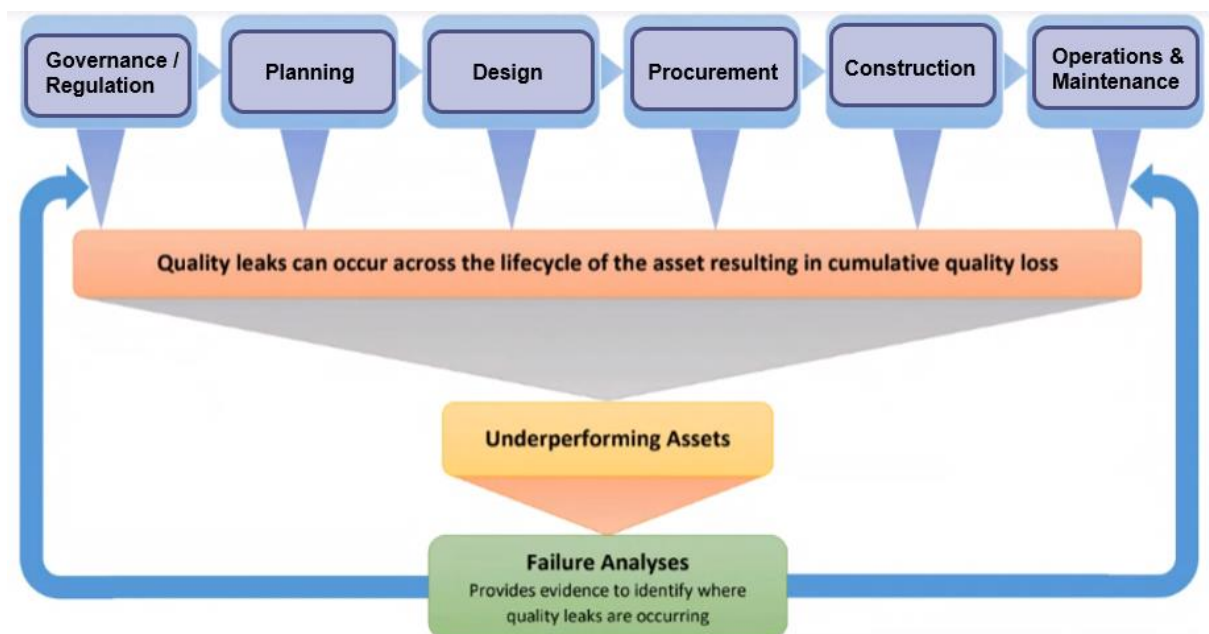 Governance /
Regulation
Planning
Design
Procurement
Construction
Operations &
Maintenance
Quality leaks can occur across the lifecycle of the asset resulting in cumulative quality loss
Underperforming Assets
Failure Analyses
Provides evidence to identify where
quality leaks are occurring